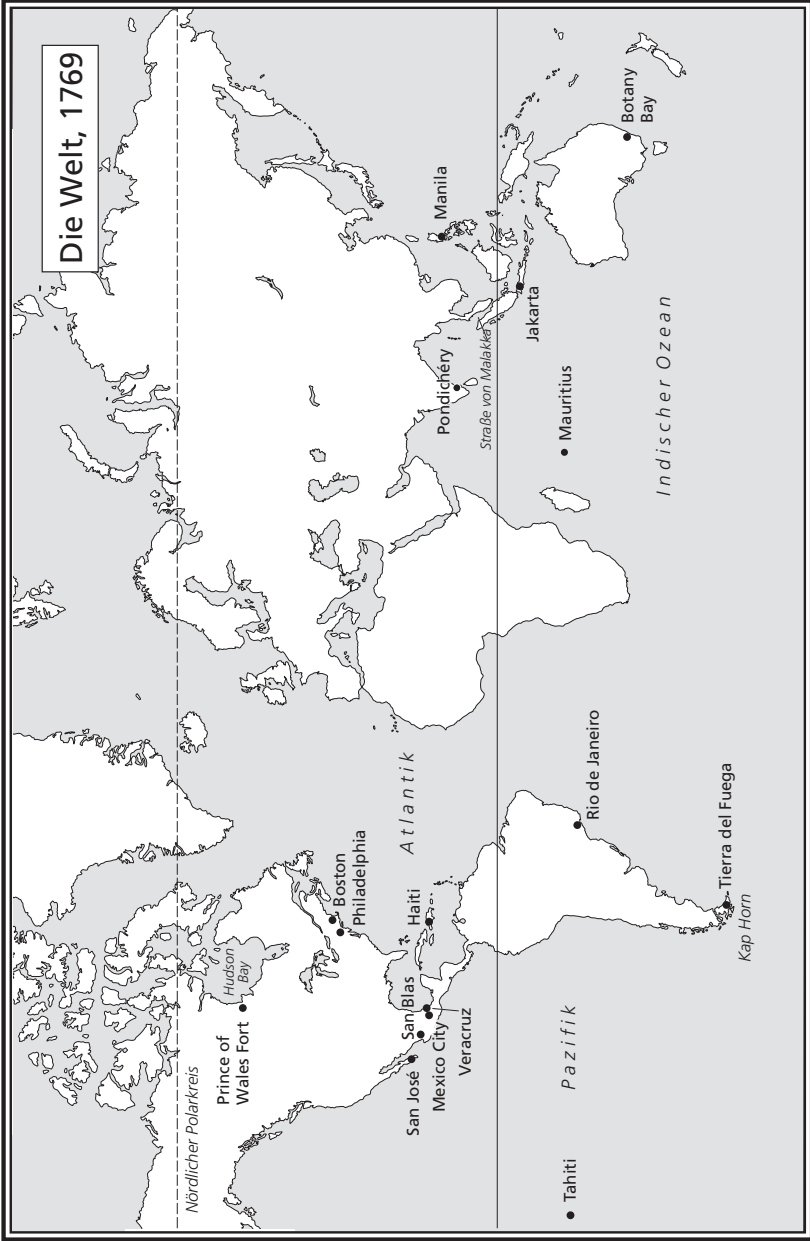 Die Welt, 1769
Nördlicher Polarkreis
Prince of
Wales Fort
Hudson
Bay
Boston
Philadelphia
Atlantik
San José
San Blas
Mexico City
Veracruz
Haiti
Pazifik
Tahiti
Rio de Janeiro
Tierra del Fuega
Kap Horn
Pondichéry
Straße von Malakka
Manila
Jakarta
Mauritius
Indischer Ozean
Botany
Bay